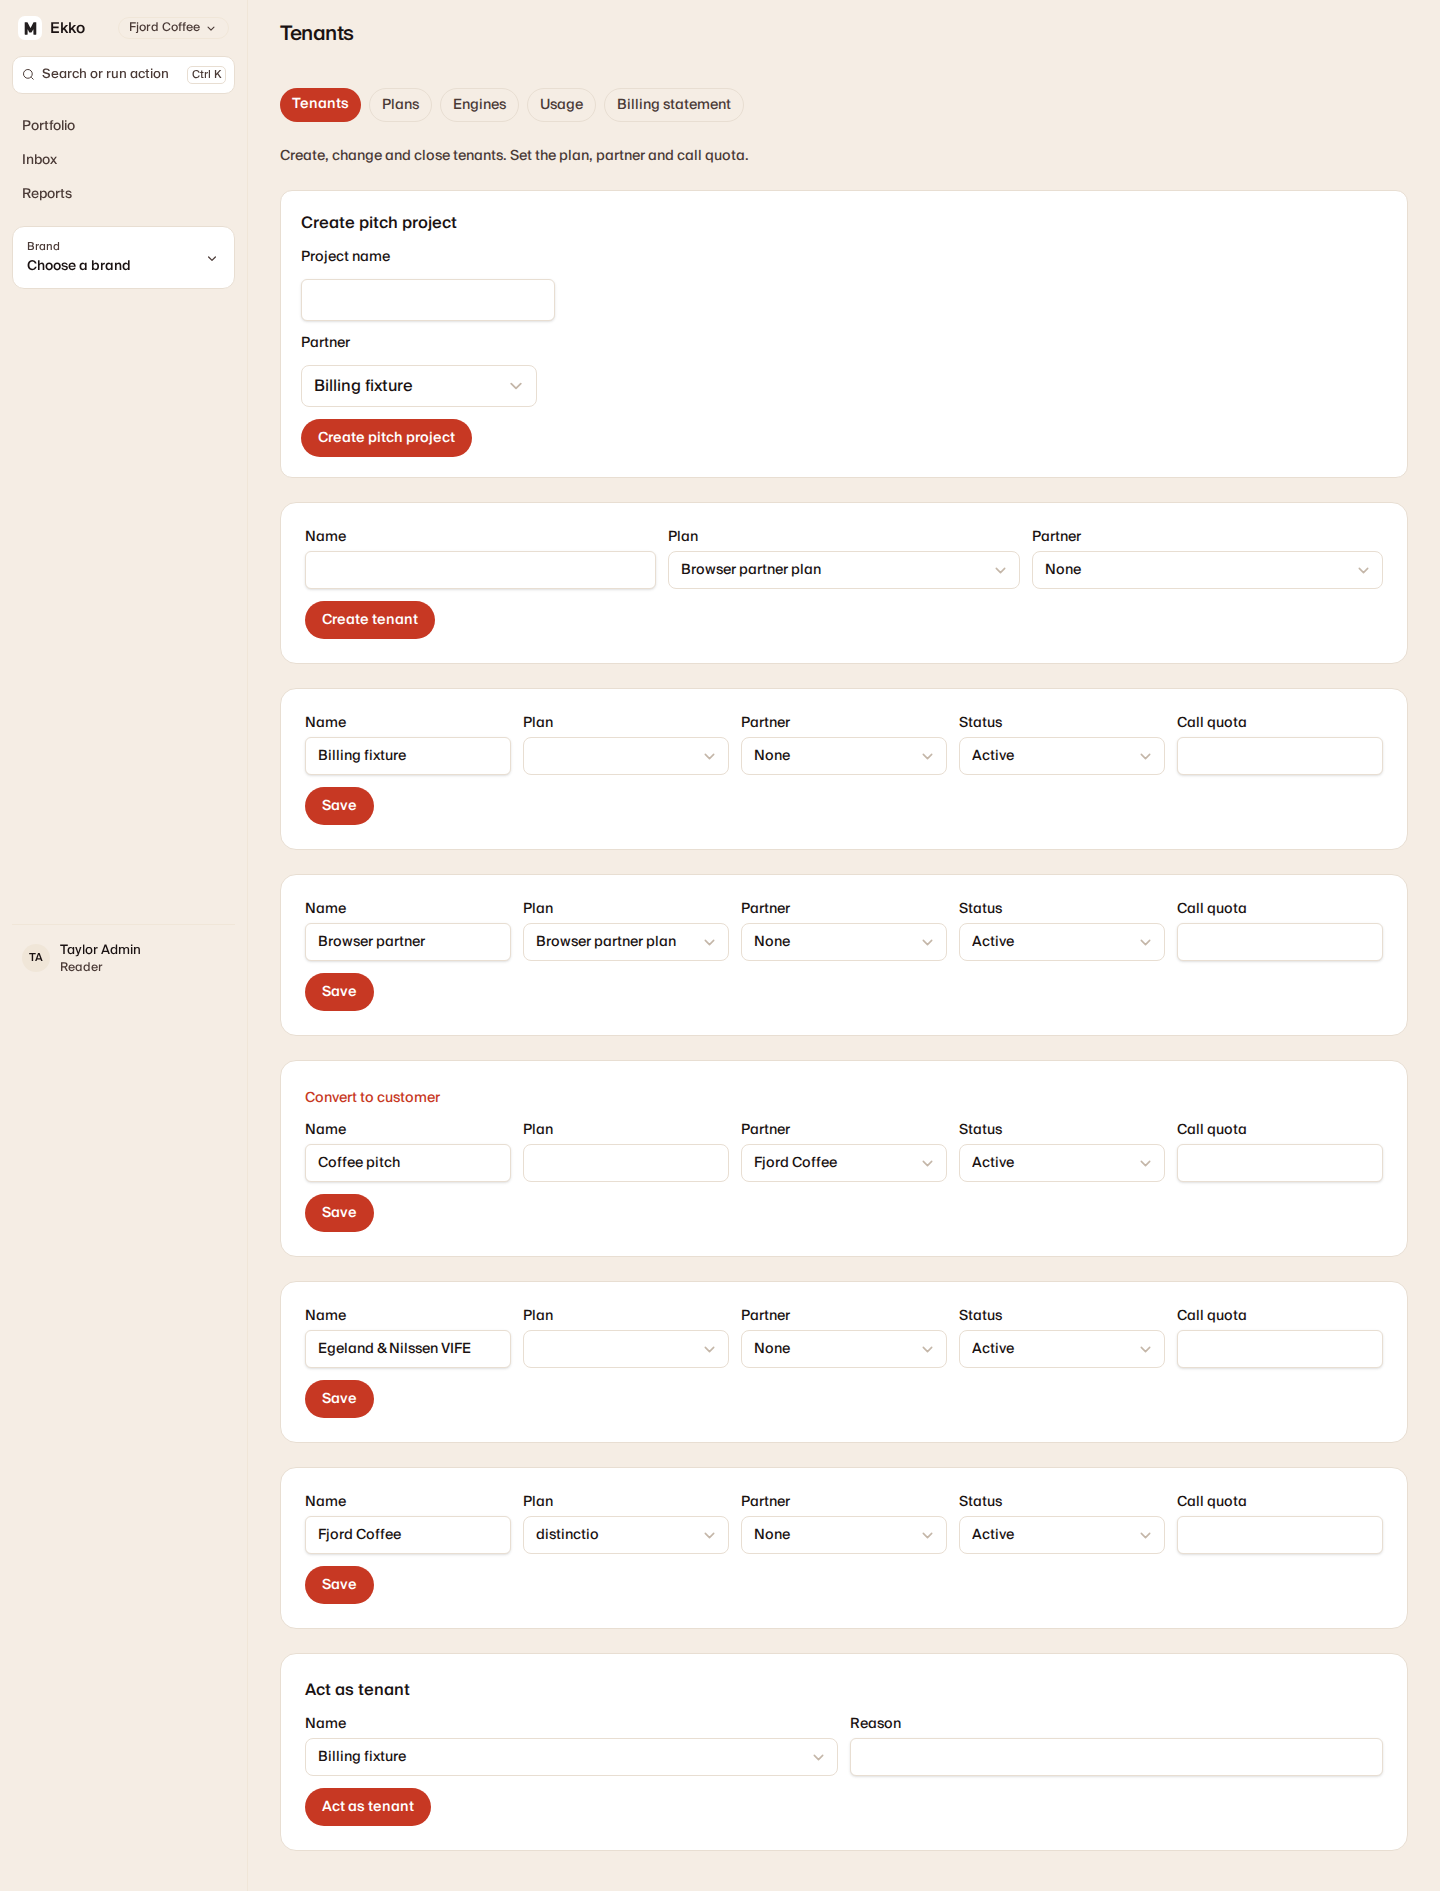 Ekko
Fjord Coffee
Search or run action
Ctrl K
Portfolio
Inbox
Reports
Brand
Choose a brand
TA
Taylor Admin
Reader
Tenants
Tenants Plans Engines Usage Billing statement
Create, change and close tenants. Set the plan, partner and call quota.
Create pitch project
Project name
Partner
Billing fixture
Create pitch project
Name Plan Partner
Browser partner plan None
Create tenant
Name Plan Partner Status Call quota
Billing fixture None Active
Save
Name Plan Partner Status Call quota
Browser partner Browser partner plan None Active
Save
Convert to customer
Name Plan Partner Status Call quota
Coffee pitch Fjord Coffee Active
Save
Name Plan Partner Status Call quota
Egeland & Nilssen VIFE None Active
Save
Name Plan Partner Status Call quota
Fjord Coffee distinctio None Active
Save
Act as tenant
Name Reason
Billing fixture
Act as tenant